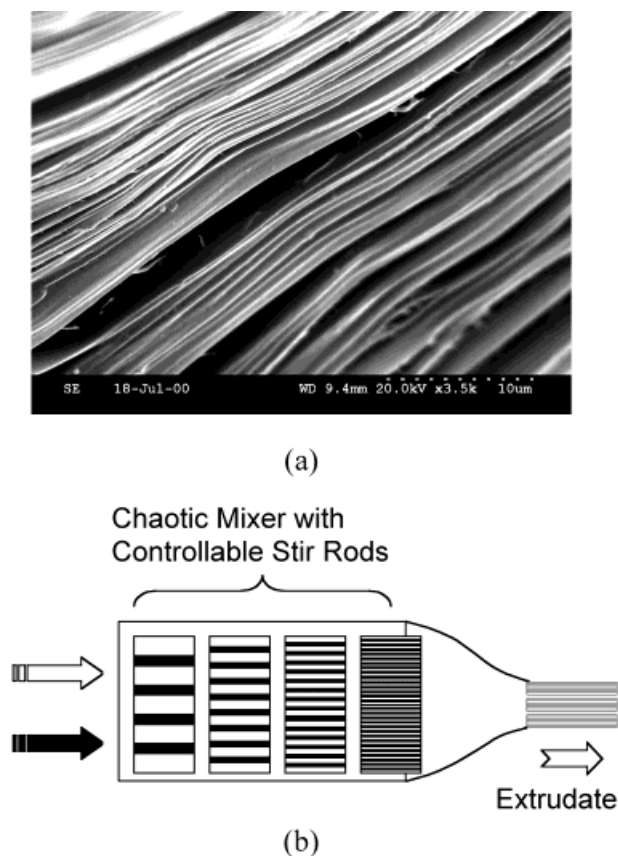 SE 18-Jul-00 WD 9.4mm 20.0kV x3.5k 10um
(a)
Chaotic Mixer with
Controllable Stir Rods
Extrudate
(b)